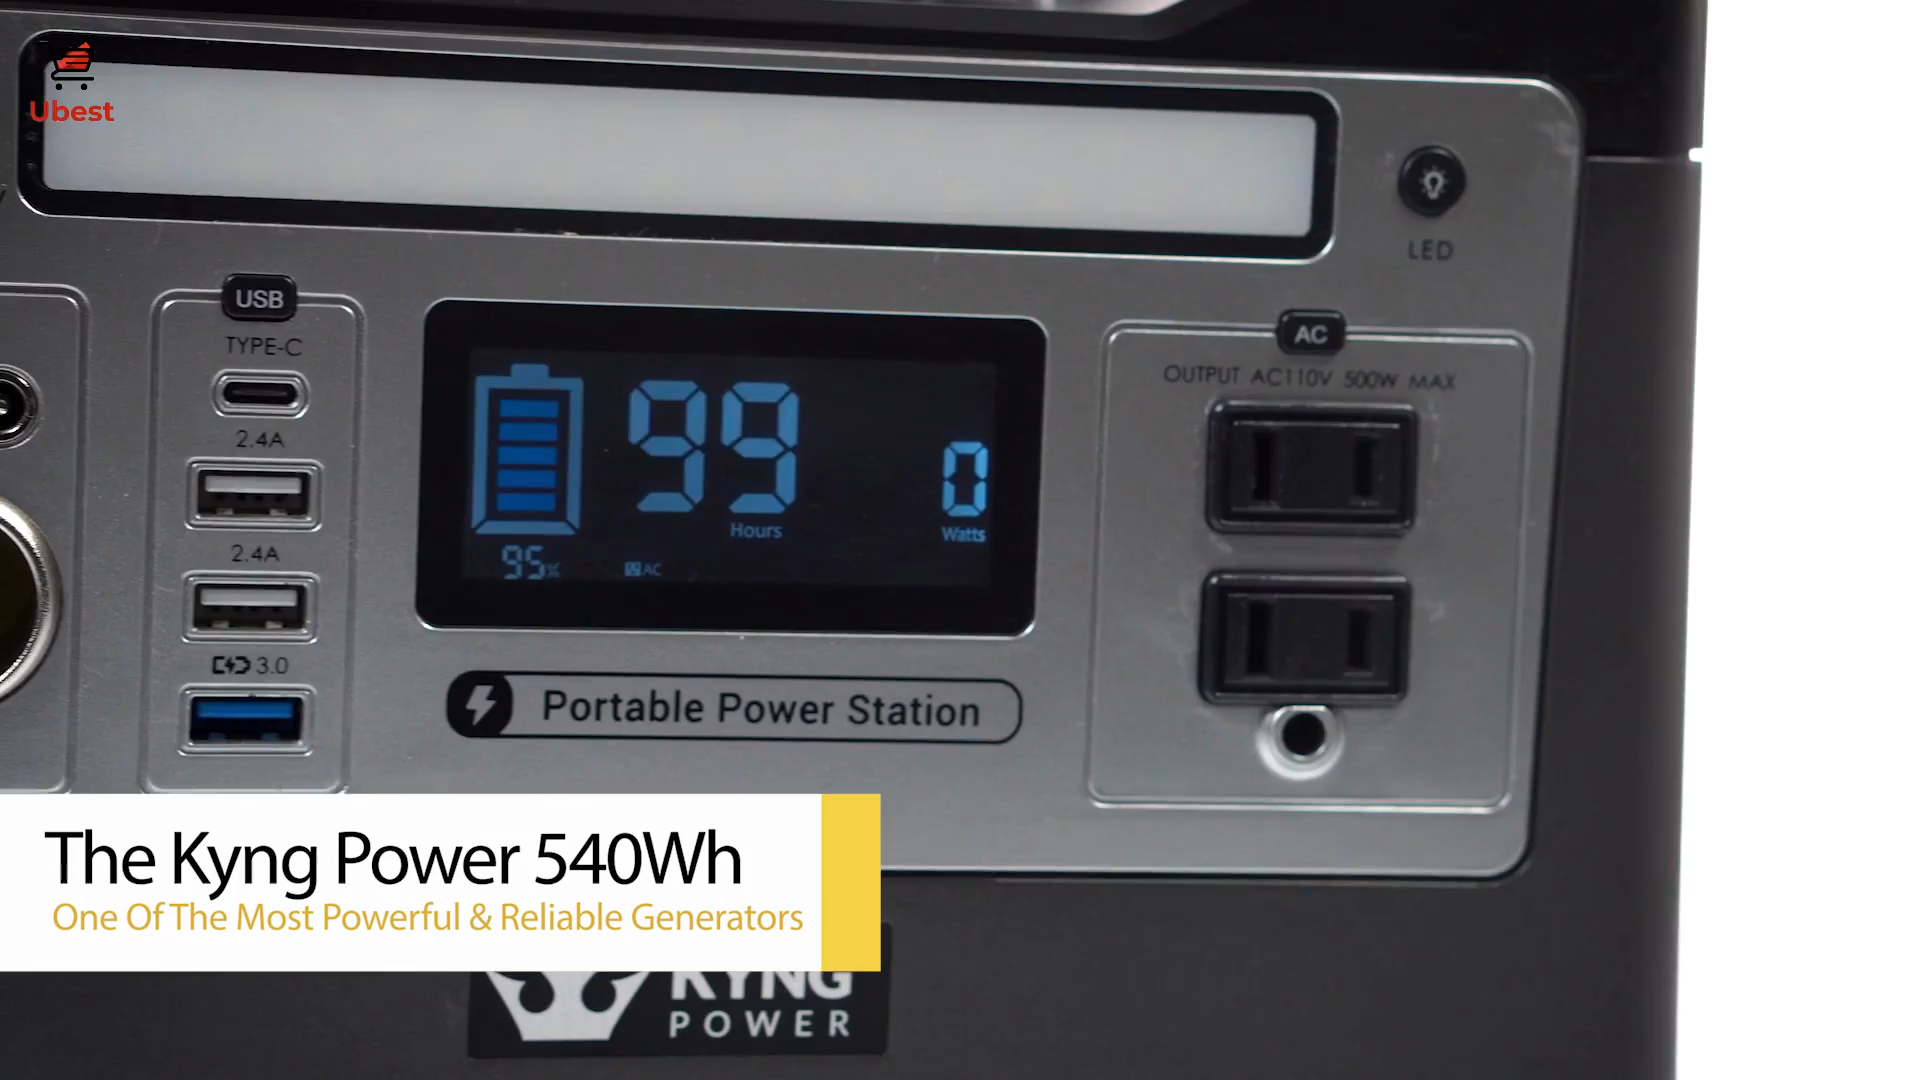 Ubest
LED
USB
TYPE-C
2.4A
2.4A
3.0
99
Hours
0
Watts
95%
AC
AC
OUTPUT AC110V 500W MAX
Portable Power Station
The Kyng Power 540Wh
One Of The Most Powerful & Reliable Generators
KYNG
POWER